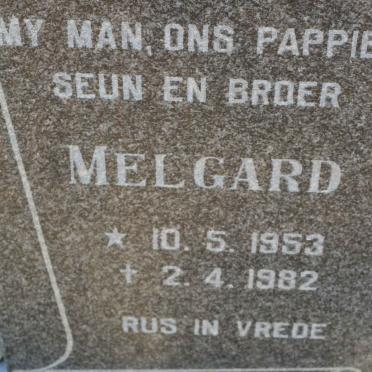 MY MAN, ONS PAPPIE
SEUN EN BROER
MELGARD
★ 10. 5. 1953
† 2. 4. 1982
RUS IN VREDE